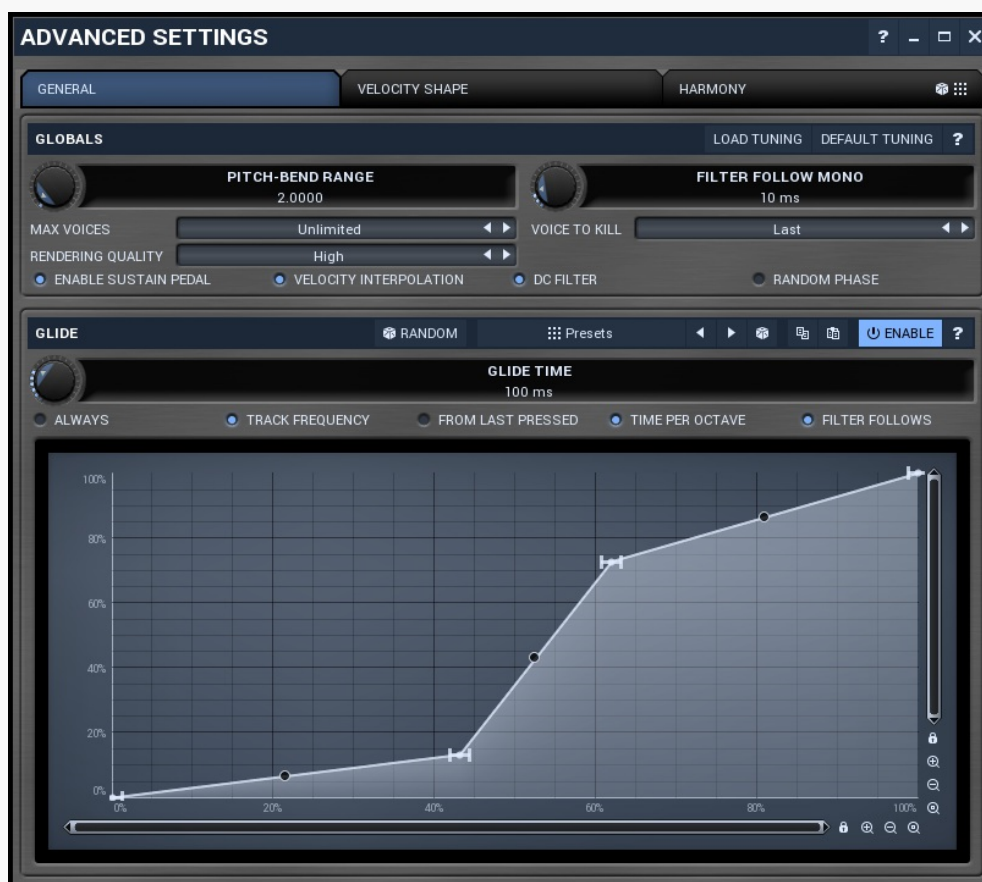 ADVANCED SETTINGS ?
GENERAL VELOCITY SHAPE HARMONY
GLOBALS LOAD TUNING DEFAULT TUNING ?
PITCH-BEND RANGE FILTER FOLLOW MONO
2.0000 10 ms
MAX VOICES Unlimited VOICE TO KILL Last
RENDERING QUALITY High
ENABLE SUSTAIN PEDAL VELOCITY INTERPOLATION DC FILTER RANDOM PHASE
GLIDE RANDOM Presets ENABLE ?
GLIDE TIME
100 ms
ALWAYS TRACK FREQUENCY FROM LAST PRESSED TIME PER OCTAVE FILTER FOLLOWS
100%
80%
60%
40%
20%
0%
0% 20% 40% 60% 80% 100%